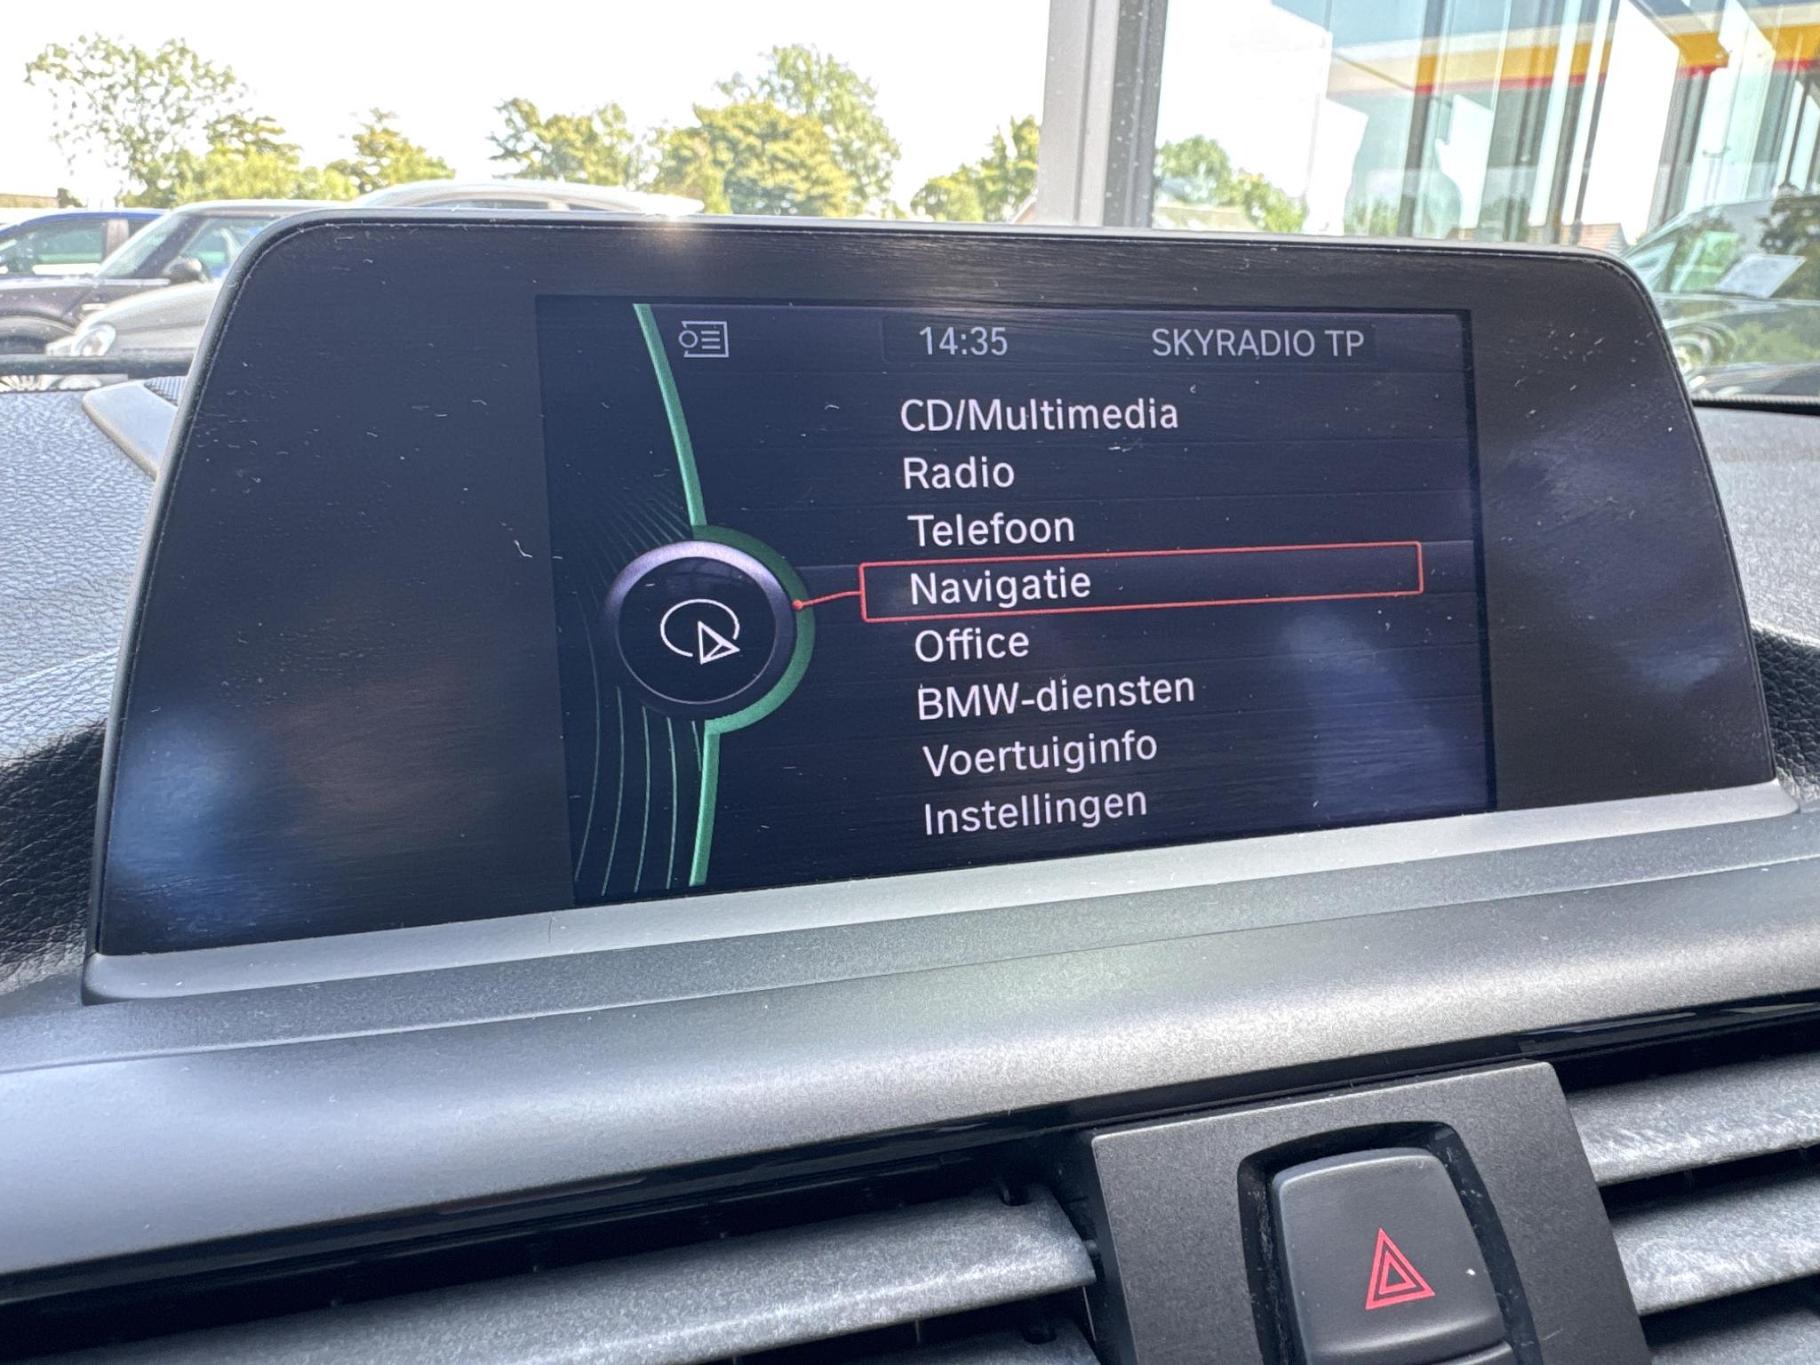 14:35 SKYRADIO TP
CD/Multimedia
Radio
Telefoon
Navigatie
Office
BMW-diensten
Voertuiginfo
Instellingen